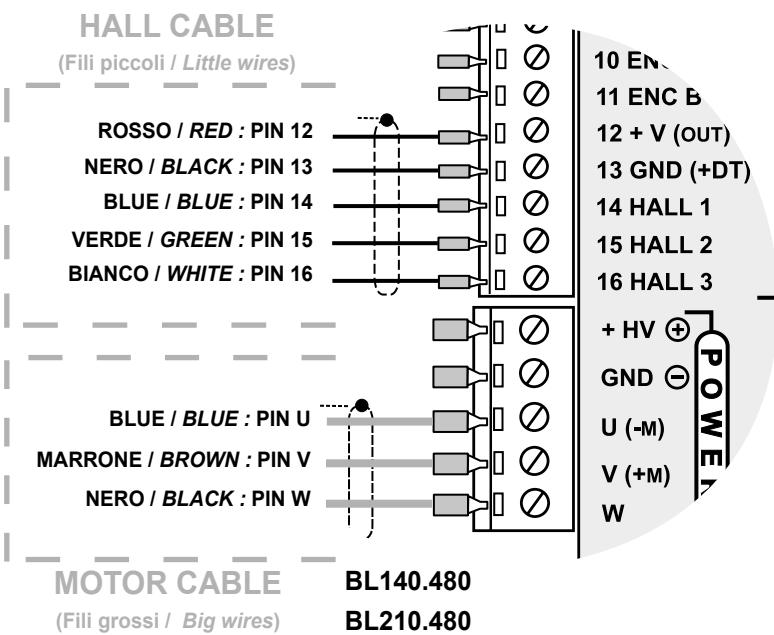 HALL CABLE
(Fili piccoli / Little wires)
ROSSO / RED : PIN 12
NERO / BLACK : PIN 13
BLUE / BLUE : PIN 14
VERDE / GREEN : PIN 15
BIANCO / WHITE : PIN 16
10
11 ENC B
12 + V (OUT)
13 GND (+DT)
14 HALL 1
15 HALL 2
16 HALL 3
+ HV +
GND −
U (-M)
V (+M)
W
BLUE / BLUE : PIN U
MARRONE / BROWN : PIN V
NERO / BLACK : PIN W
MOTOR CABLE
(Fili grossi / Big wires)
BL140.480
BL210.480